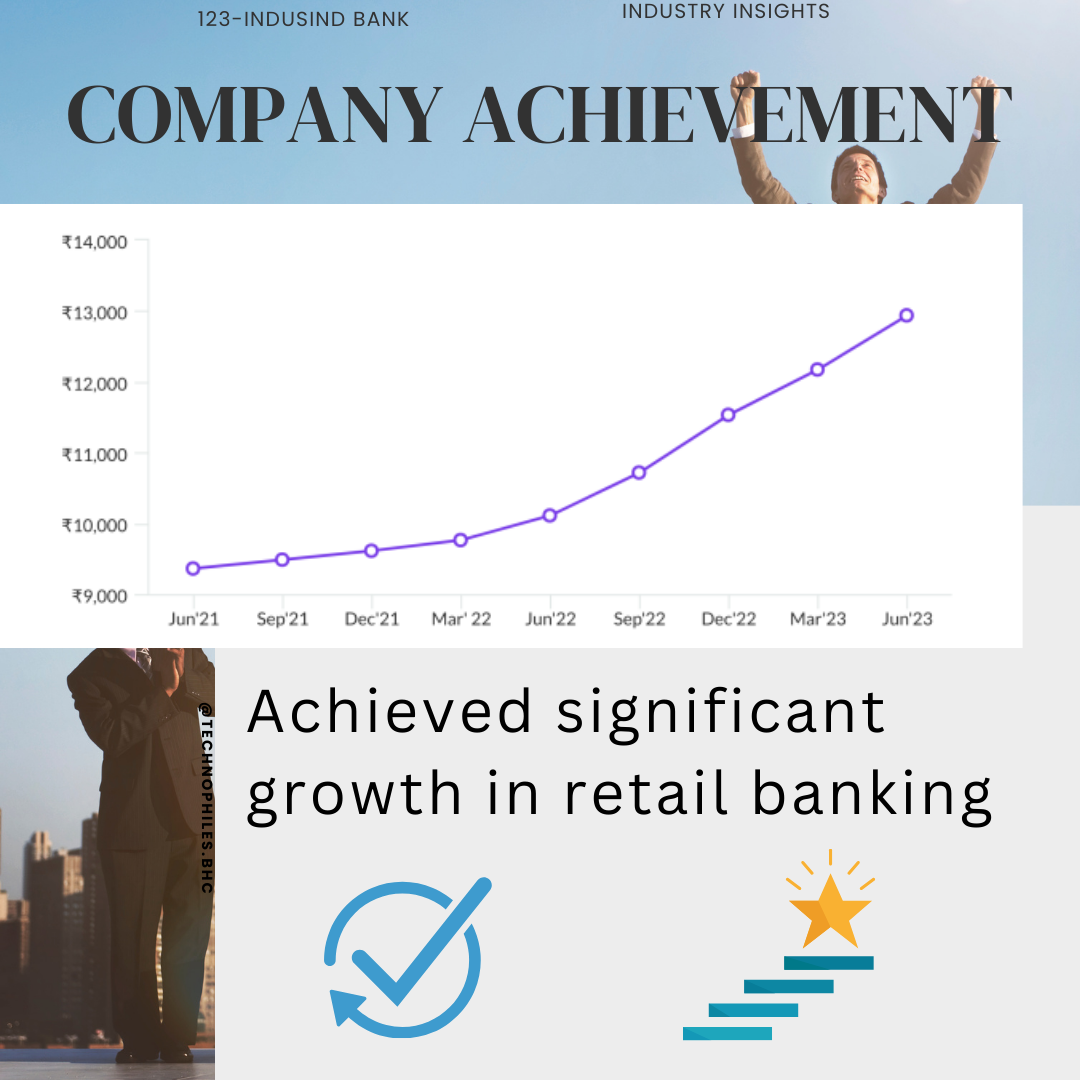 123-INDUSIND BANK
INDUSTRY INSIGHTS
COMPANY ACHIEVEMENT
₹14,000
₹13,000
₹12,000
₹11,000
₹10,000
₹9,000
Jun'21 Sep'21 Dec'21 Mar' 22 Jun'22 Sep'22 Dec'22 Mar'23 Jun'23
@TECHNOPHILES.BHC
Achieved significant
growth in retail banking